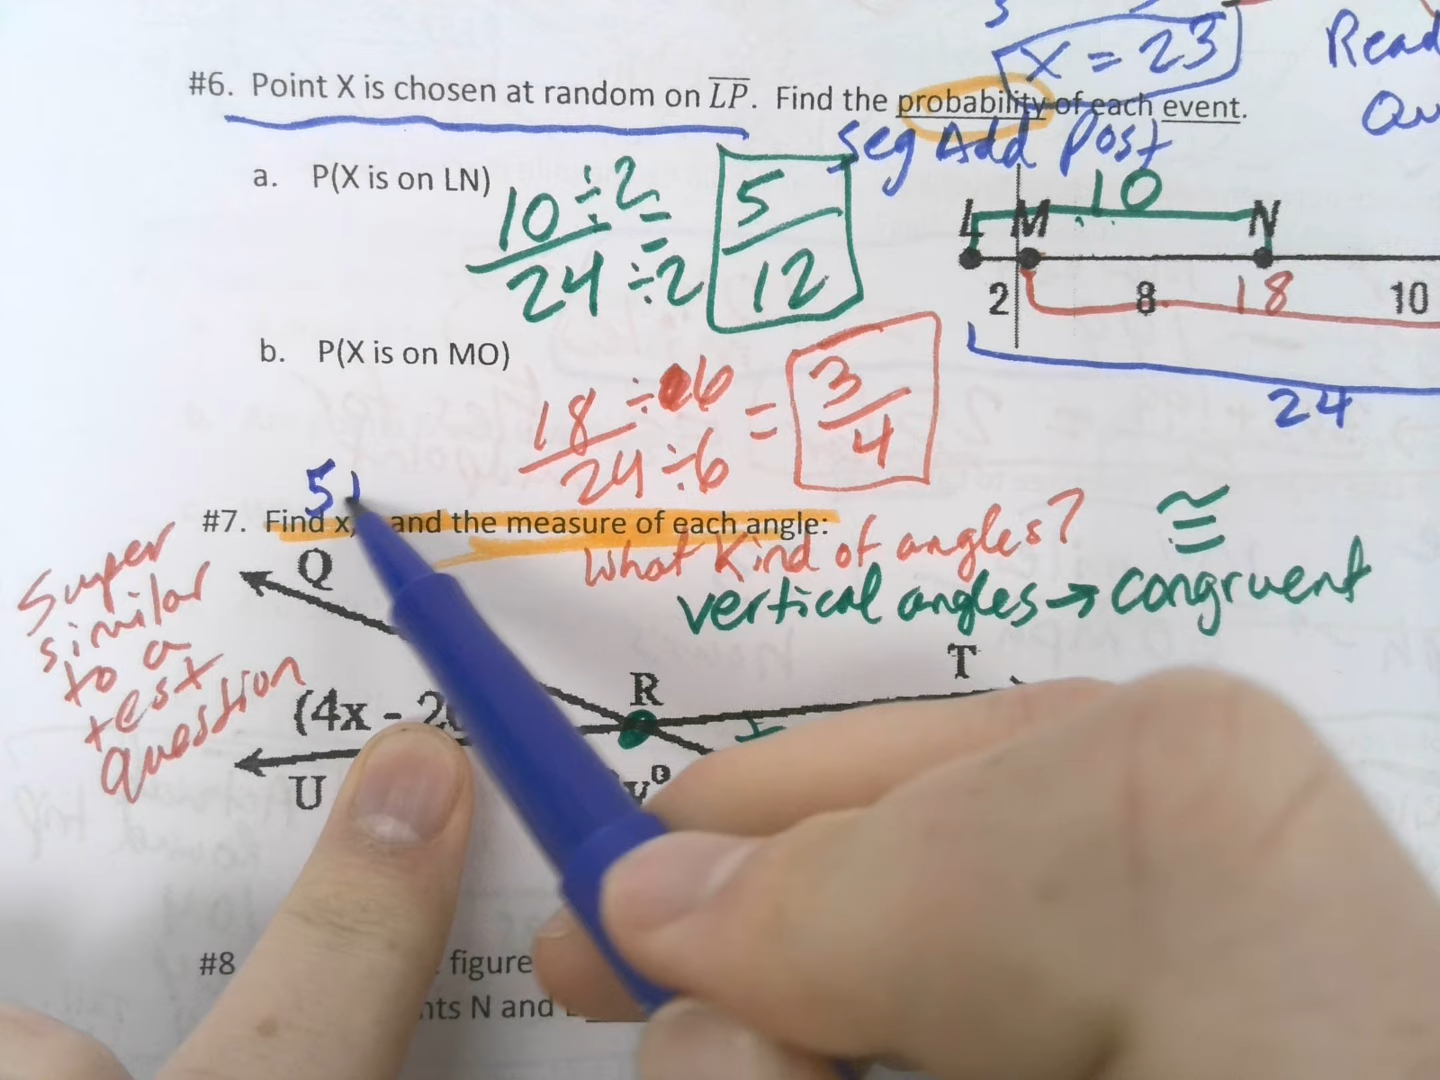 x = 23
Read
#6. Point X is chosen at random on LP. Find the probability of each event.
Seg Add Post
a. P(X is on LN)
10 ÷2 = 5
24 ÷2 12
10
L M N
2 8 18 10
24
b. P(X is on MO)
18 ÷6 = 3
24 ÷6 4
5
#7. Find x, and the measure of each angle:
What Kind of angles?
≅
vertical angles → congruent
Super
similar
to a
test
question
Q
T
R
(4x - 2
U
y°
#8 figure
nts N and